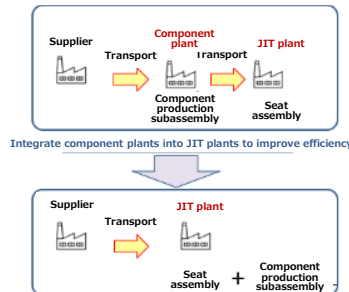 Component
plant
Supplier
JIT plant
Transport
Transport
Component
production
subassembly
Seat
assembly
Integrate component plants into JIT plants to improve efficiency
Supplier
JIT plant
Transport
Seat
assembly
+
Component
production
subassembly